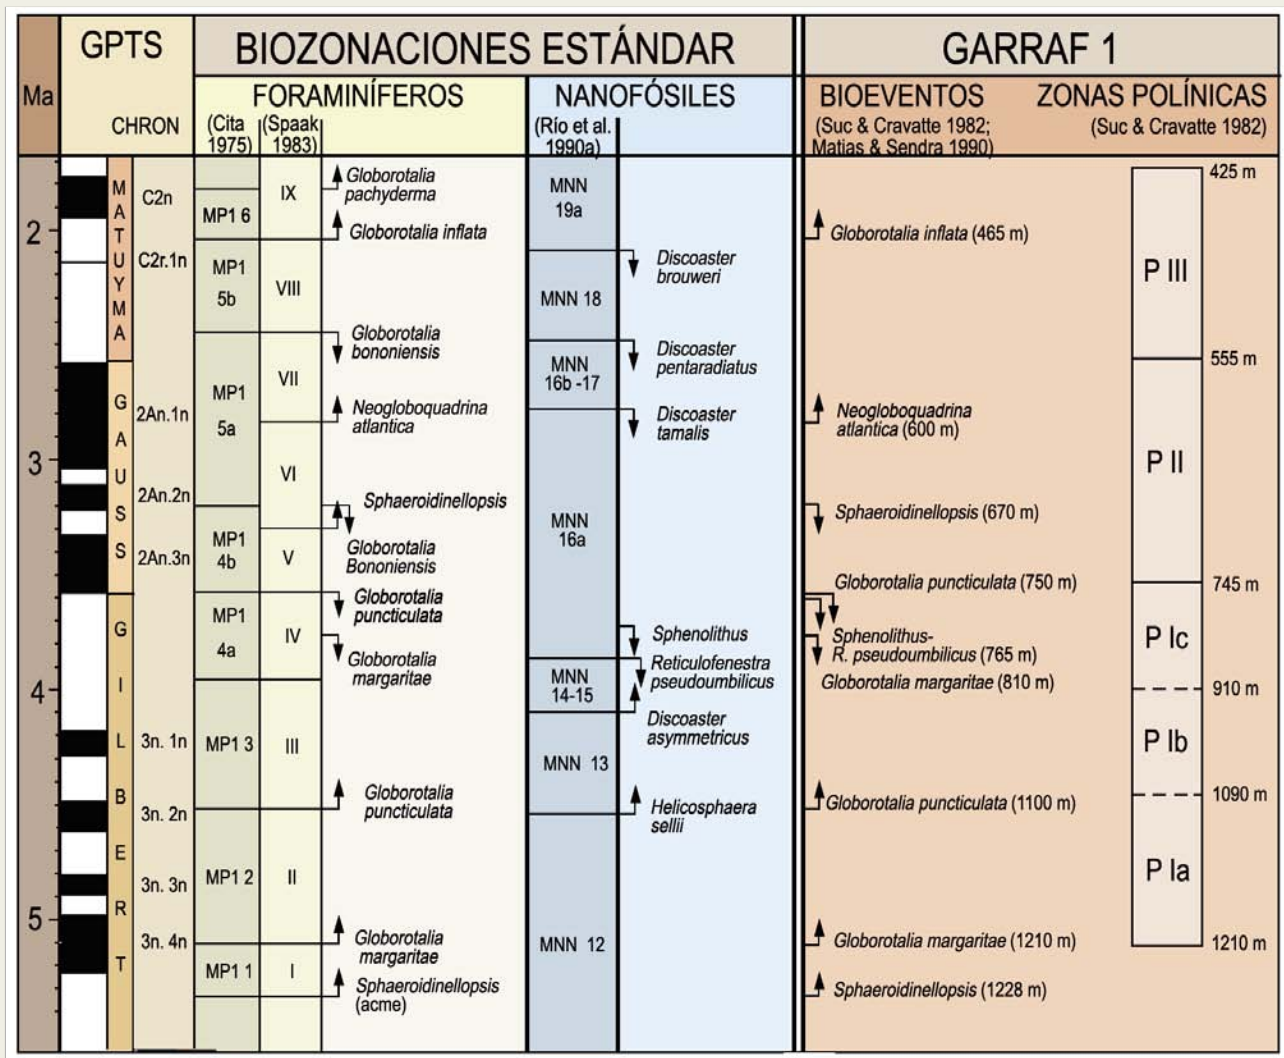 GPTS
BIOZONACIONES ESTÁNDAR
GARRAF 1
Ma
CHRON
FORAMINÍFEROS
(Cita
1975)
(Spaak
1983)
NANOFÓSILES
(Río et al.
1990a)
BIOEVENTOS
(Suc & Cravatte 1982;
Matias & Sendra 1990)
ZONAS POLÍNICAS
(Suc & Cravatte 1982)
2
3
4
5
MATUYMA
GAUSS
GILBERT
C2n
C2r.1n
2An.1n
2An.2n
2An.3n
3n. 1n
3n. 2n
3n. 3n
3n. 4n
MP1 6
MP1
5b
MP1
5a
MP1
4b
MP1
4a
MP1 3
MP1 2
MP1 1
IX
VIII
VII
VI
V
IV
III
II
I
Globorotalia
pachyderma
Globorotalia inflata
Globorotalia
bononiensis
Neogloboquadrina
atlantica
Sphaeroidinellopsis
Globorotalia
Bononiensis
Globorotalia
puncticulata
Globorotalia
margaritae
Globorotalia
puncticulata
Globorotalia
margaritae
Sphaeroidinellopsis
(acme)
MNN
19a
MNN 18
MNN
16b -17
MNN
16a
MNN
14-15
MNN 13
MNN 12
Discoaster
brouweri
Discoaster
pentaradiatus
Discoaster
tamalis
Sphenolithus
Reticulofenestra
pseudoumbilicus
Discoaster
asymmetricus
Helicosphaera
sellii
Globorotalia inflata (465 m)
Neogloboquadrina
atlantica (600 m)
Sphaeroidinellopsis (670 m)
Globorotalia puncticulata (750 m)
Sphenolithus-
R. pseudoumbilicus (765 m)
Globorotalia margaritae (810 m)
Globorotalia puncticulata (1100 m)
Globorotalia margaritae (1210 m)
Sphaeroidinellopsis (1228 m)
P III
P II
P Ic
P Ib
P Ia
425 m
555 m
745 m
910 m
1090 m
1210 m